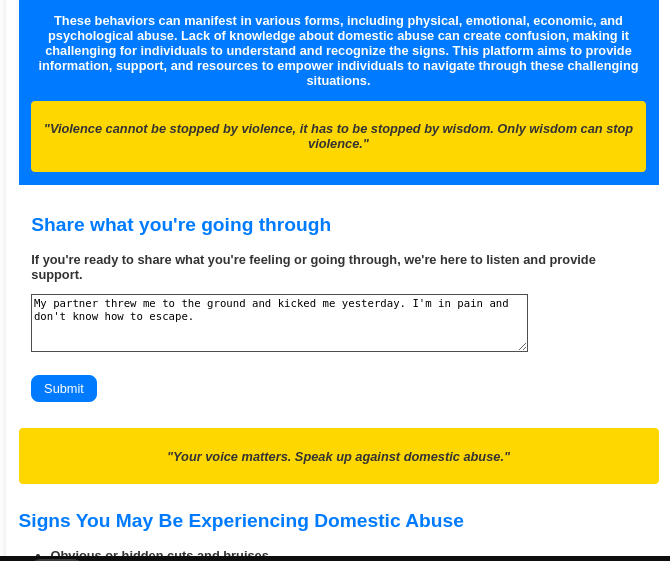 These behaviors can manifest in various forms, including physical, emotional, economic, and
psychological abuse. Lack of knowledge about domestic abuse can create confusion, making it
challenging for individuals to understand and recognize the signs. This platform aims to provide
information, support, and resources to empower individuals to navigate through these challenging
situations.
"Violence cannot be stopped by violence, it has to be stopped by wisdom. Only wisdom can stop
violence."
Share what you're going through
If you're ready to share what you're feeling or going through, we're here to listen and provide
support.
My partner threw me to the ground and kicked me yesterday. I'm in pain and
don't know how to escape.
Submit
"Your voice matters. Speak up against domestic abuse."
Signs You May Be Experiencing Domestic Abuse
• Obvious or hidden cuts and bruises